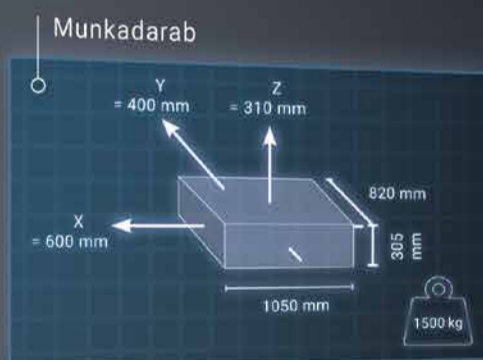 Munkadarab
Y
= 400 mm
Z
= 310 mm
X
= 600 mm
820 mm
305
mm
1050 mm
1500 kg